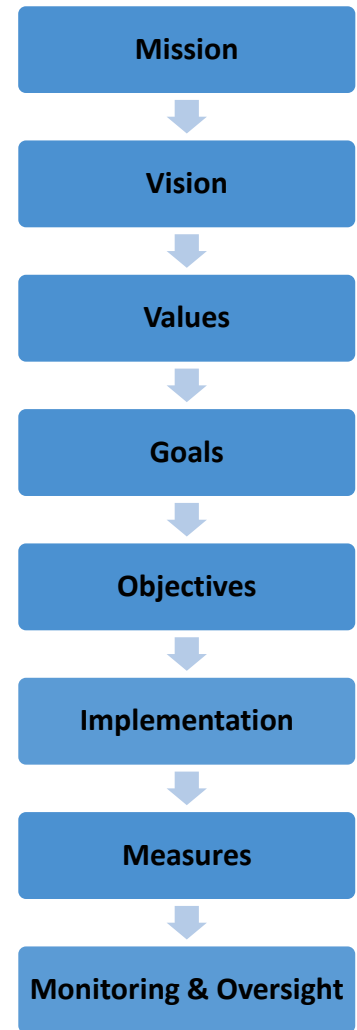 Mission
Vision
Values
Goals
Objectives
Implementation
Measures
Monitoring & Oversight